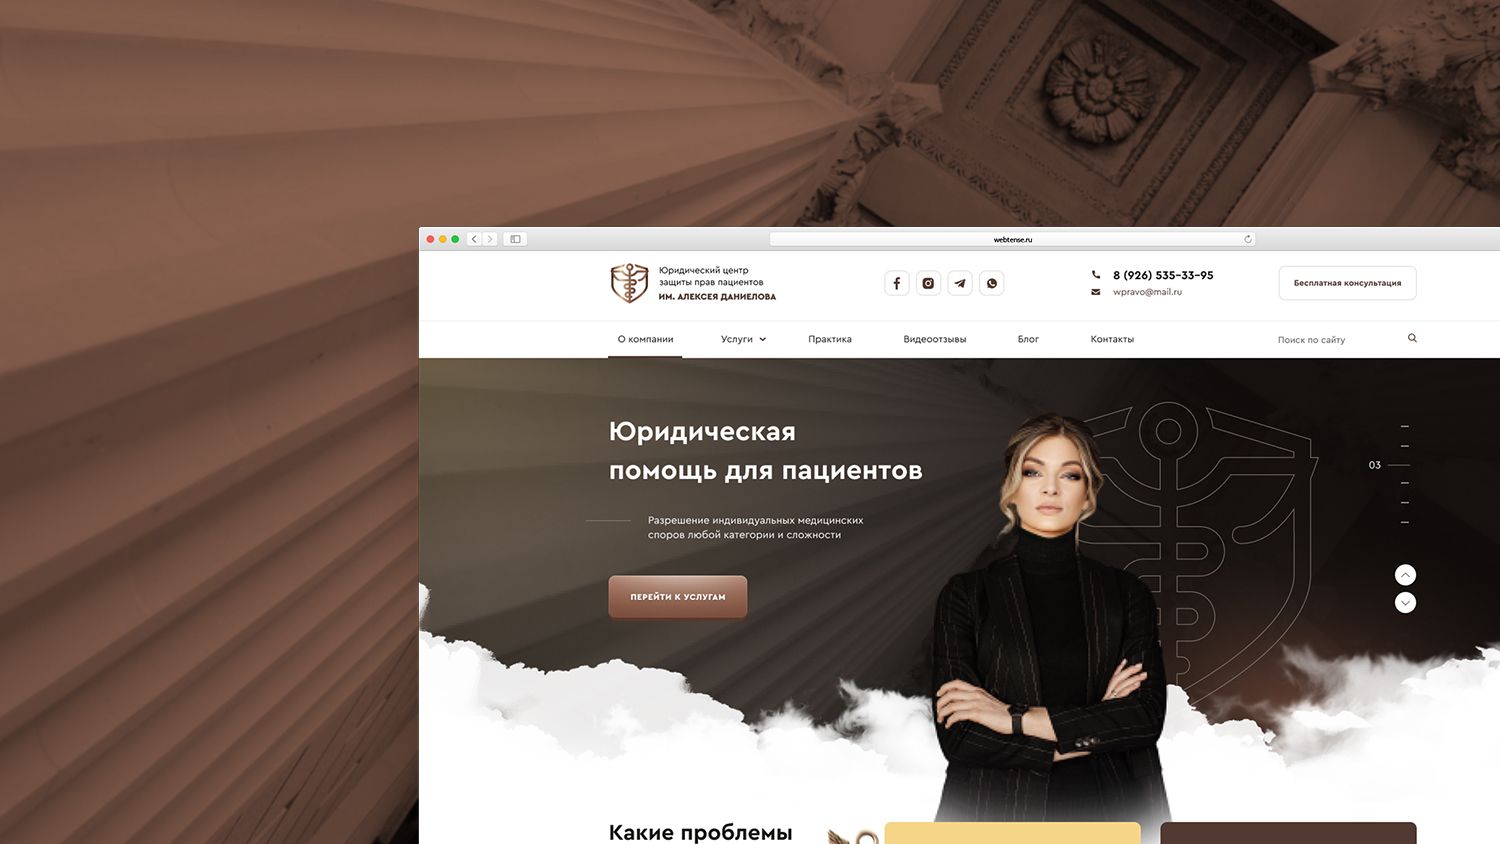 webtense.ru
Юридический центр
защиты прав пациентов
ИМ. АЛЕКСЕЯ ДАНИЕЛОВА
8 (926) 535-33-95
wpravo@mail.ru
Бесплатная консультация
О компании
Услуги
Практика
Видеоотзывы
Блог
Контакты
Поиск по сайту
Юридическая
помощь для пациентов
03
Разрешение индивидуальных медицинских
споров любой категории и сложности
ПЕРЕЙТИ К УСЛУГАМ
Какие проблемы